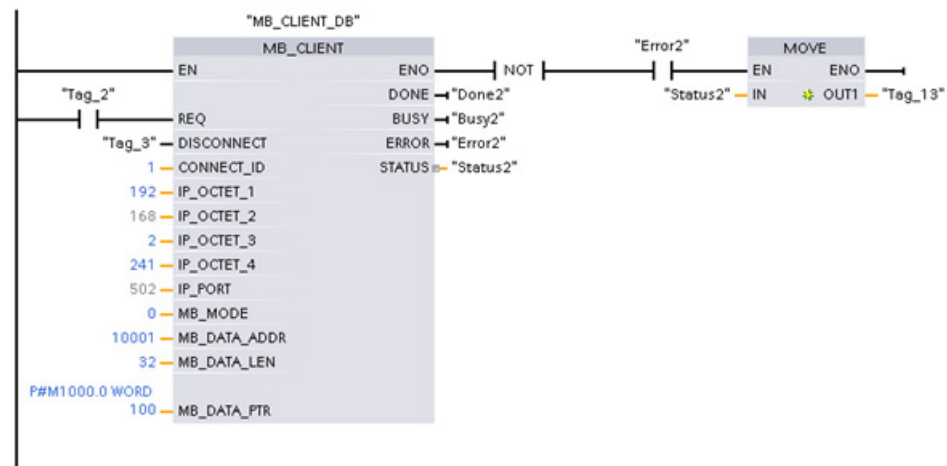 "MB_CLIENT_DB"
MB_CLIENT
EN ENO
NOT
"Error2"
MOVE
EN ENO
"Status2" IN OUT1 "Tag_13"
"Tag_2"
REQ
DONE "Done2"
BUSY "Busy2"
"Tag_3" DISCONNECT ERROR "Error2"
1 CONNECT_ID STATUS "Status2"
192 IP_OCTET_1
168 IP_OCTET_2
2 IP_OCTET_3
241 IP_OCTET_4
502 IP_PORT
0 MB_MODE
10001 MB_DATA_ADDR
32 MB_DATA_LEN
P#M1000.0 WORD
100 MB_DATA_PTR